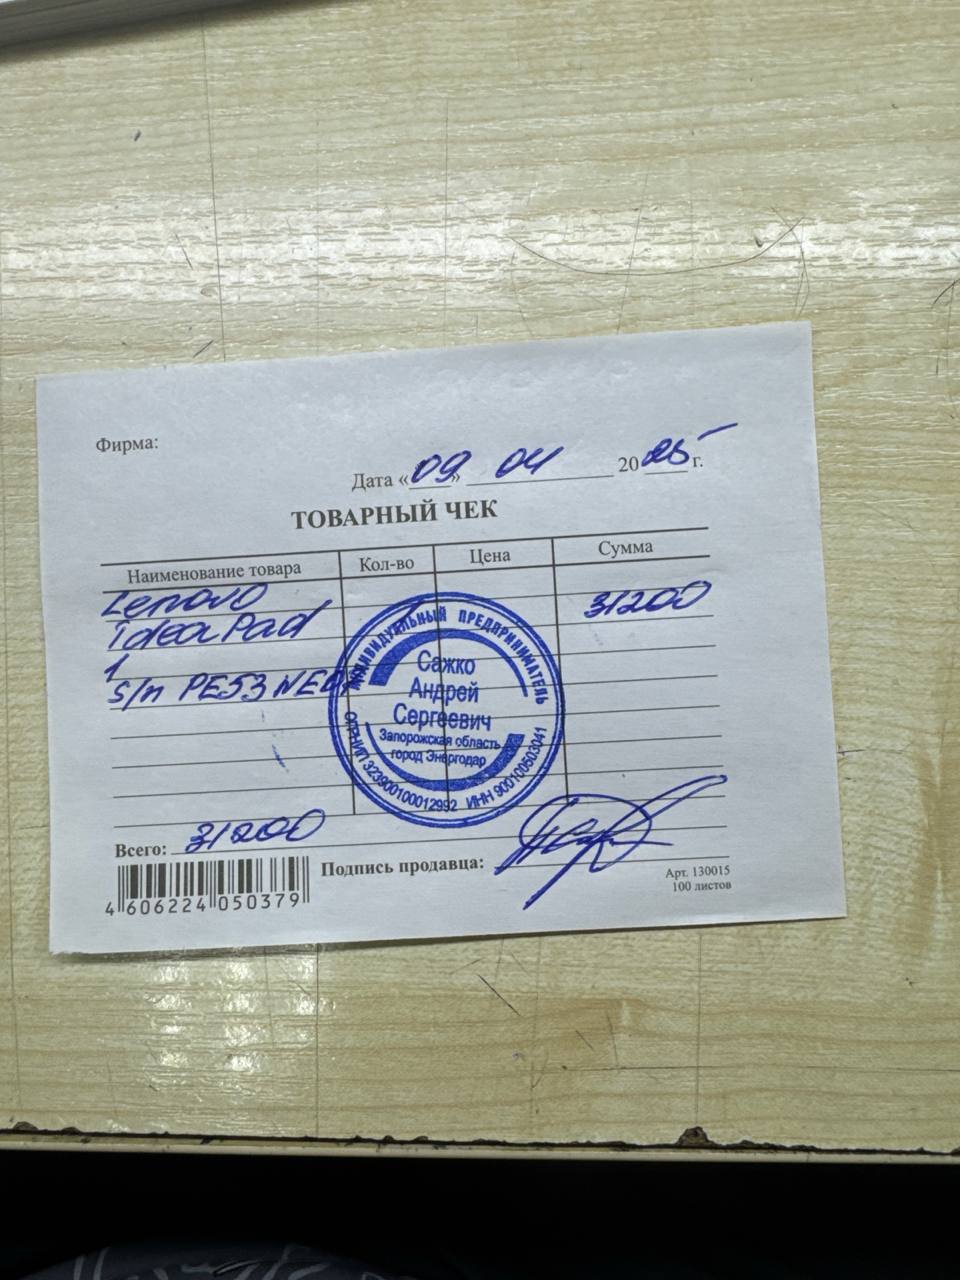 Фирма:
Дата «09» 04 2025 г.
ТОВАРНЫЙ ЧЕК
Наименование товара Кол-во Цена Сумма
Lenovo 31200
ideaPad
1
S/n PE53NE
ИНДИВИДУАЛЬНЫЙ ПРЕДПРИНИМАТЕЛЬ
Сажко
Андрей
Сергеевич
Запорожская область
город Энергодар
ОГРНИП 323900100012992 ИНН 900100503041
Всего: 31200
Подпись продавца:
4 606224 050379
Арт. 130015
100 листов